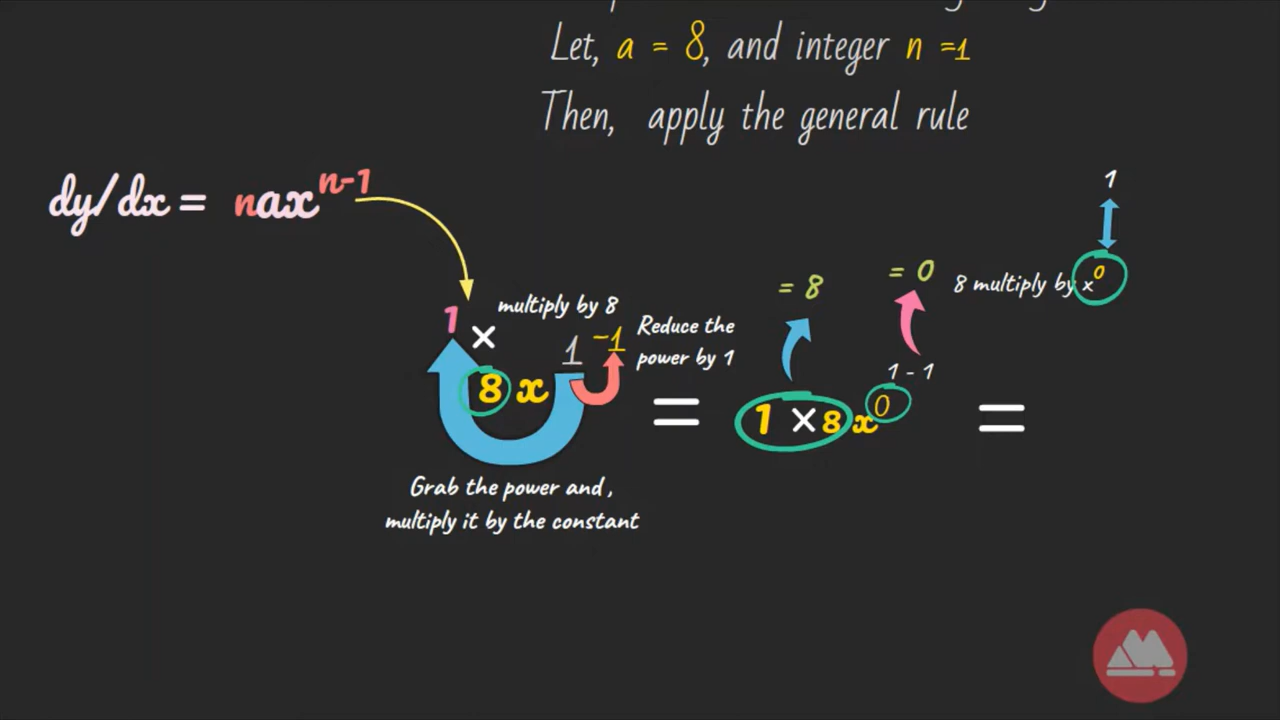 Let, a = 8, and integer n =1
Then, apply the general rule
dy/dx = nax^n-1
1
= 8
= 0
8 multiply by x^0
multiply by 8
1 ×
1 -1
Reduce the
power by 1
8 x
1 - 1
=
1 × 8 x^0
=
Grab the power and ,
multiply it by the constant